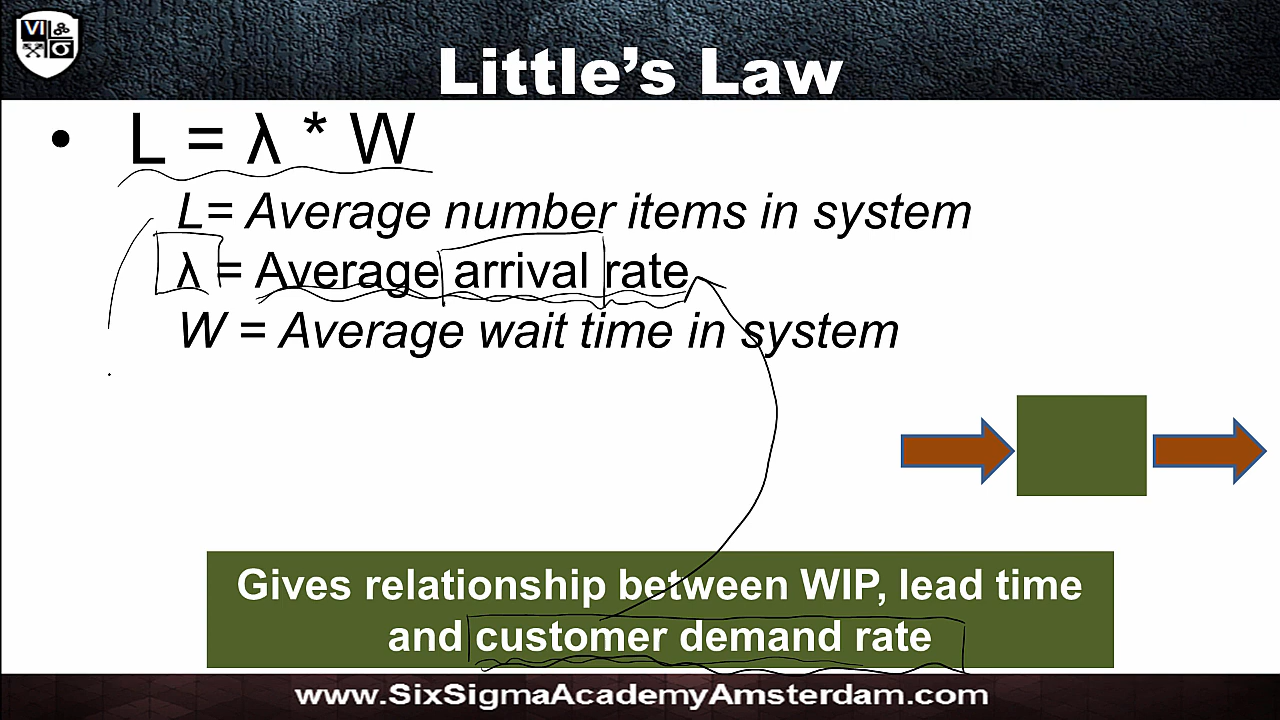 VI
Little’s Law
• L = λ * W
L= Average number items in system
λ = Average arrival rate
W = Average wait time in system
Gives relationship between WIP, lead time
and customer demand rate
www.SixSigmaAcademyAmsterdam.com